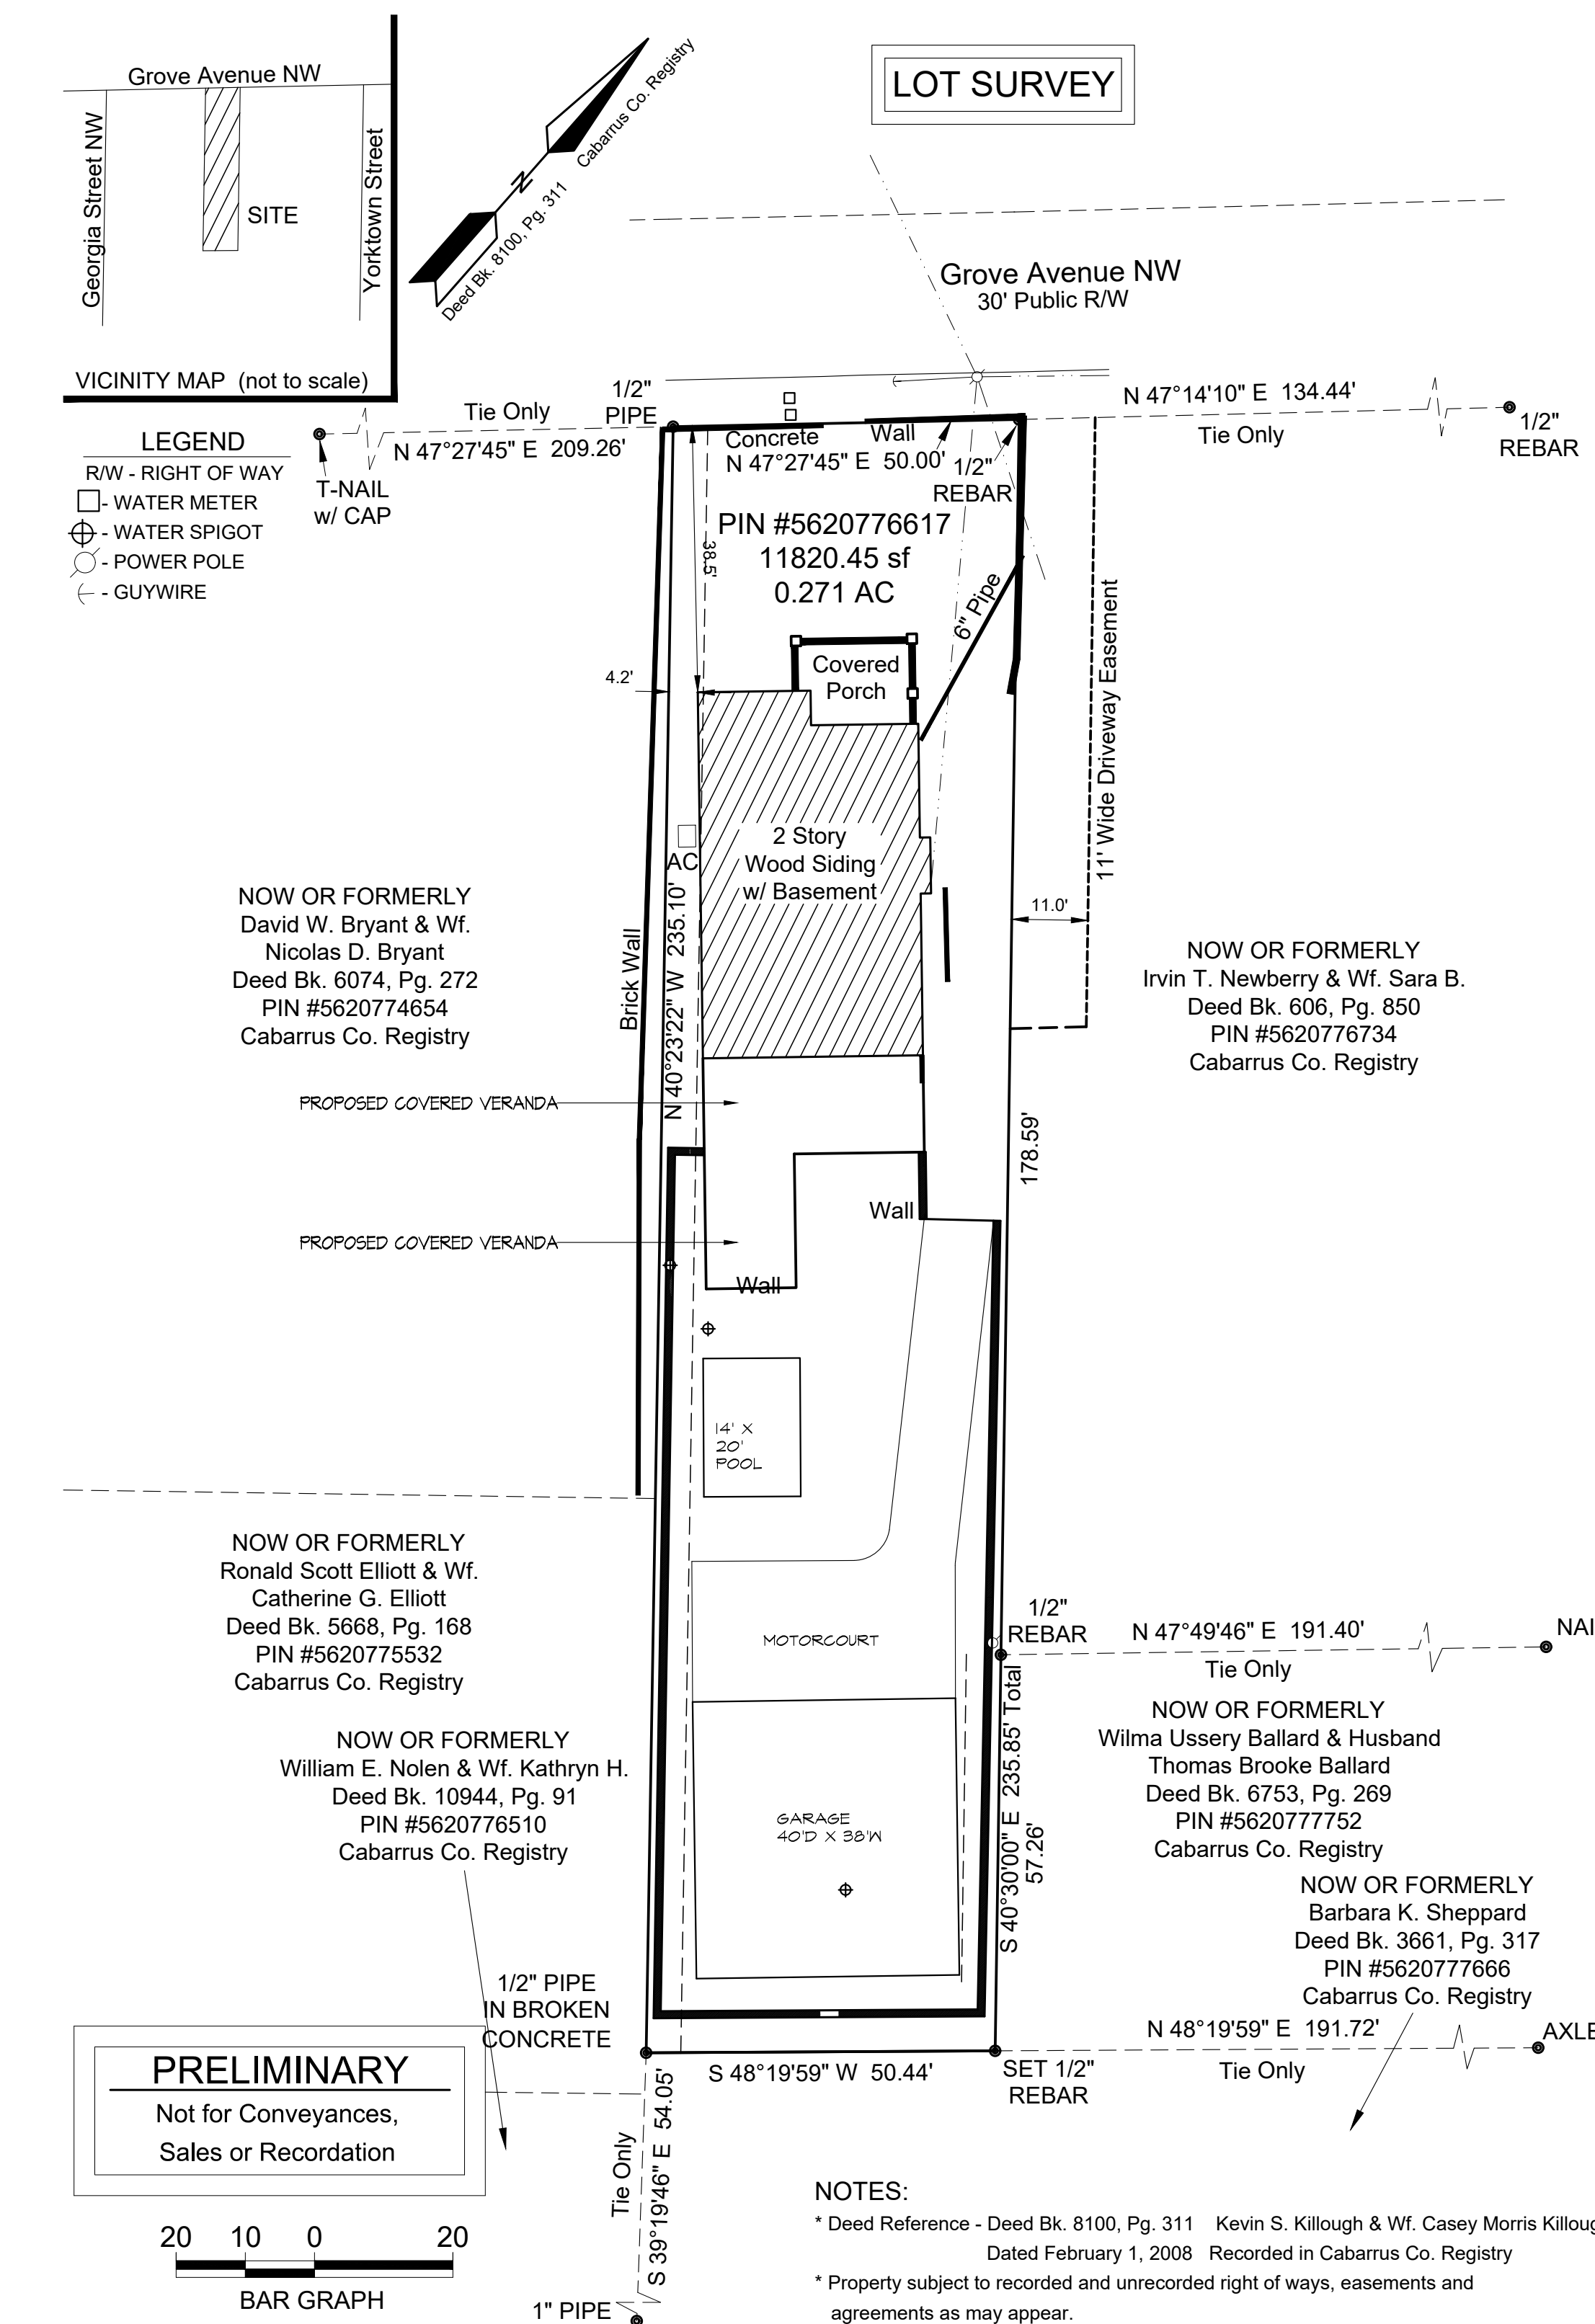 Grove Avenue NW
Georgia Street NW
Yorktown Street
SITE
VICINITY MAP (not to scale)
N
Deed Bk. 8100, Pg. 311 Cabarrus Co. Registry
LOT SURVEY
Grove Avenue NW
30' Public R/W
LEGEND
R/W - RIGHT OF WAY
- WATER METER
- WATER SPIGOT
- POWER POLE
- GUYWIRE
Tie Only
N 47°27'45" E 209.26'
T-NAIL
w/ CAP
1/2"
PIPE
Concrete Wall
N 47°27'45" E 50.00'
1/2"
REBAR
N 47°14'10" E 134.44'
Tie Only
1/2"
REBAR
PIN #5620776617
11820.45 sf
0.271 AC
38.5'
6" Pipe
4.2'
Covered
Porch
11' Wide Driveway Easement
2 Story
Wood Siding
w/ Basement
AC
11.0'
Brick Wall
N 40°23'22" W 235.10'
NOW OR FORMERLY
David W. Bryant & Wf.
Nicolas D. Bryant
Deed Bk. 6074, Pg. 272
PIN #5620774654
Cabarrus Co. Registry
NOW OR FORMERLY
Irvin T. Newberry & Wf. Sara B.
Deed Bk. 606, Pg. 850
PIN #5620776734
Cabarrus Co. Registry
PROPOSED COVERED VERANDA
178.59'
Wall
PROPOSED COVERED VERANDA
Wall
14' X
20'
POOL
NOW OR FORMERLY
Ronald Scott Elliott & Wf.
Catherine G. Elliott
Deed Bk. 5668, Pg. 168
PIN #5620775532
Cabarrus Co. Registry
MOTORCOURT
1/2"
REBAR
N 47°49'46" E 191.40'
Tie Only
NAI
NOW OR FORMERLY
William E. Nolen & Wf. Kathryn H.
Deed Bk. 10944, Pg. 91
PIN #5620776510
Cabarrus Co. Registry
GARAGE
40'D X 38'W
S 40°30'00" E 235.85' Total
57.26'
NOW OR FORMERLY
Wilma Ussery Ballard & Husband
Thomas Brooke Ballard
Deed Bk. 6753, Pg. 269
PIN #5620777752
Cabarrus Co. Registry
NOW OR FORMERLY
Barbara K. Sheppard
Deed Bk. 3661, Pg. 317
PIN #5620777666
Cabarrus Co. Registry
1/2" PIPE
IN BROKEN
CONCRETE
S 48°19'59" W 50.44'
SET 1/2"
REBAR
N 48°19'59" E 191.72'
Tie Only
AXLE
PRELIMINARY
Not for Conveyances,
Sales or Recordation
Tie Only
S 39°19'46" E 54.05'
1" PIPE
20 10 0 20
BAR GRAPH
NOTES:
* Deed Reference - Deed Bk. 8100, Pg. 311 Kevin S. Killough & Wf. Casey Morris Killoug
Dated February 1, 2008 Recorded in Cabarrus Co. Registry
* Property subject to recorded and unrecorded right of ways, easements and
agreements as may appear.